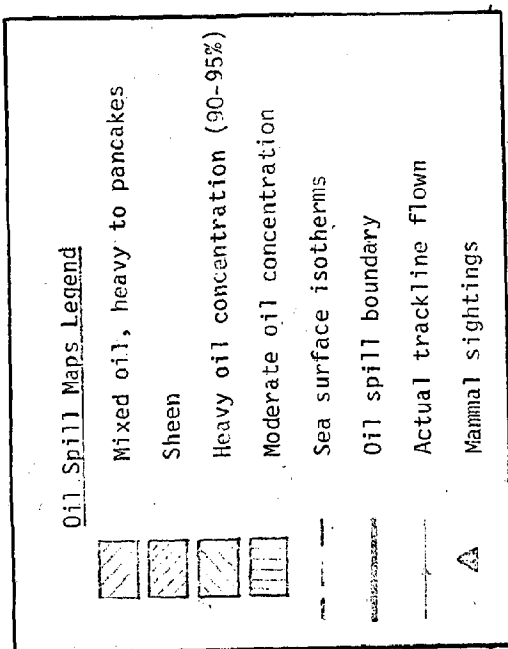 Oil Spill Maps Legend
Mixed oil, heavy to pancakes
Sheen
Heavy oil concentration (90-95%)
Moderate oil concentration
Sea surface isotherms
Oil spill boundary
Actual trackline flown
Mammal sightings